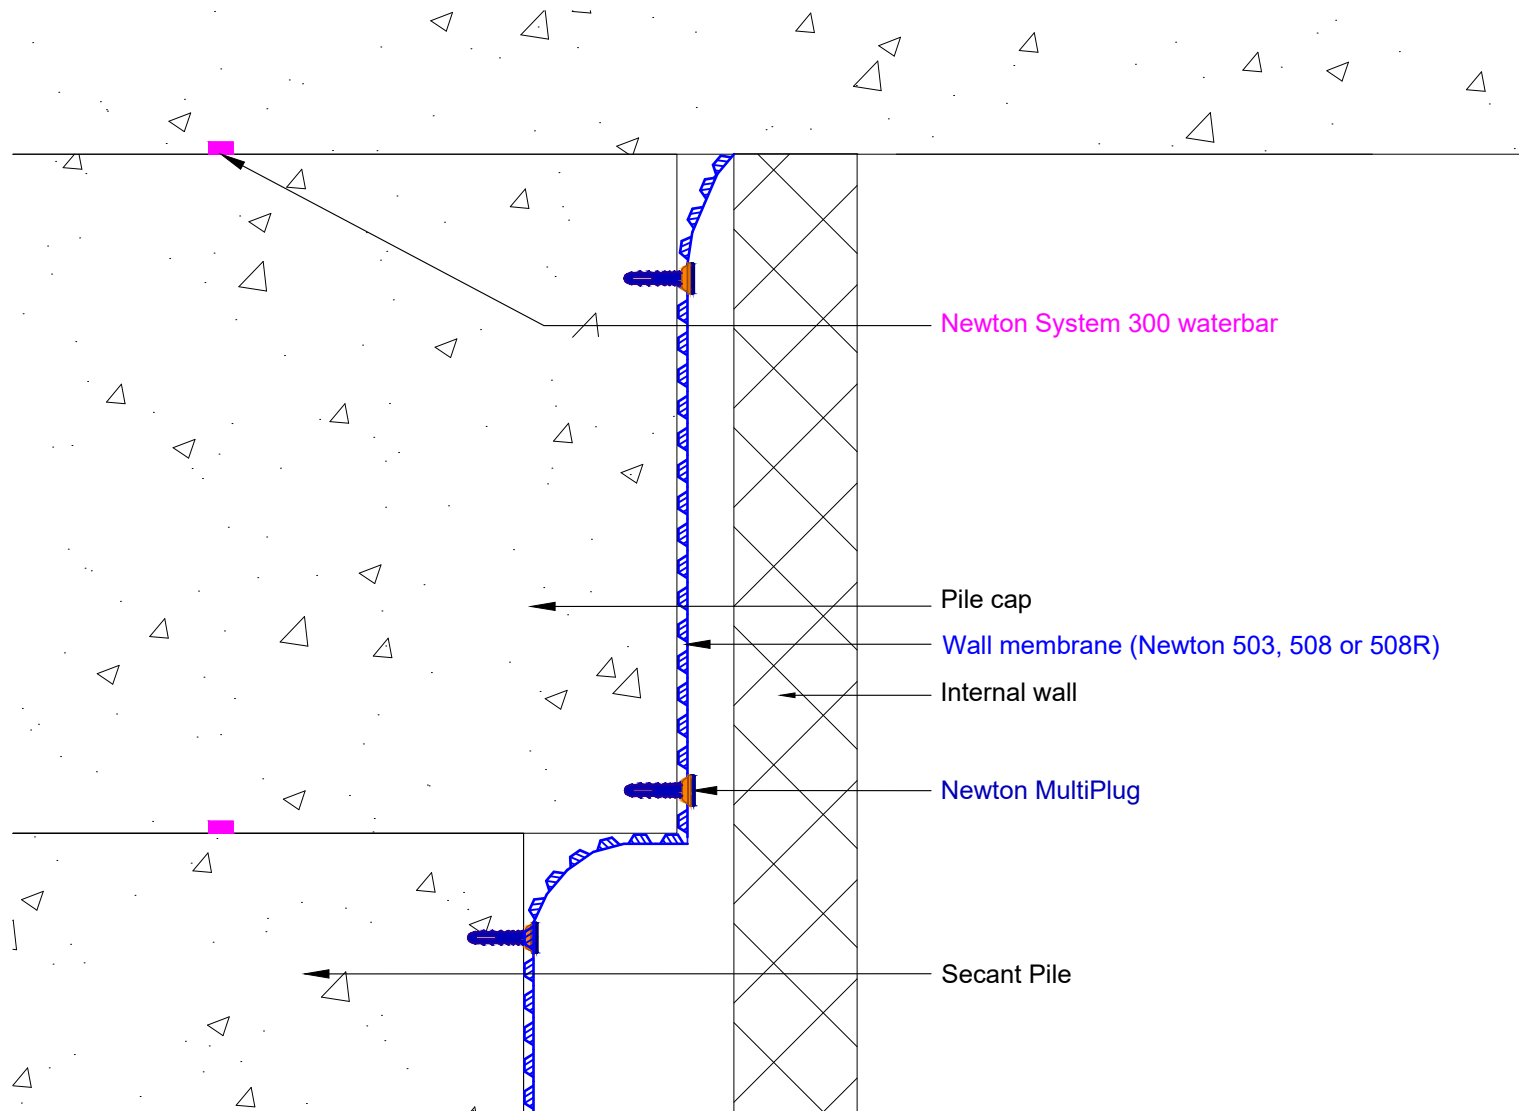 Newton System 300 waterbar
Pile cap
Wall membrane (Newton 503, 508 or 508R)
Internal wall
Newton MultiPlug
Secant Pile